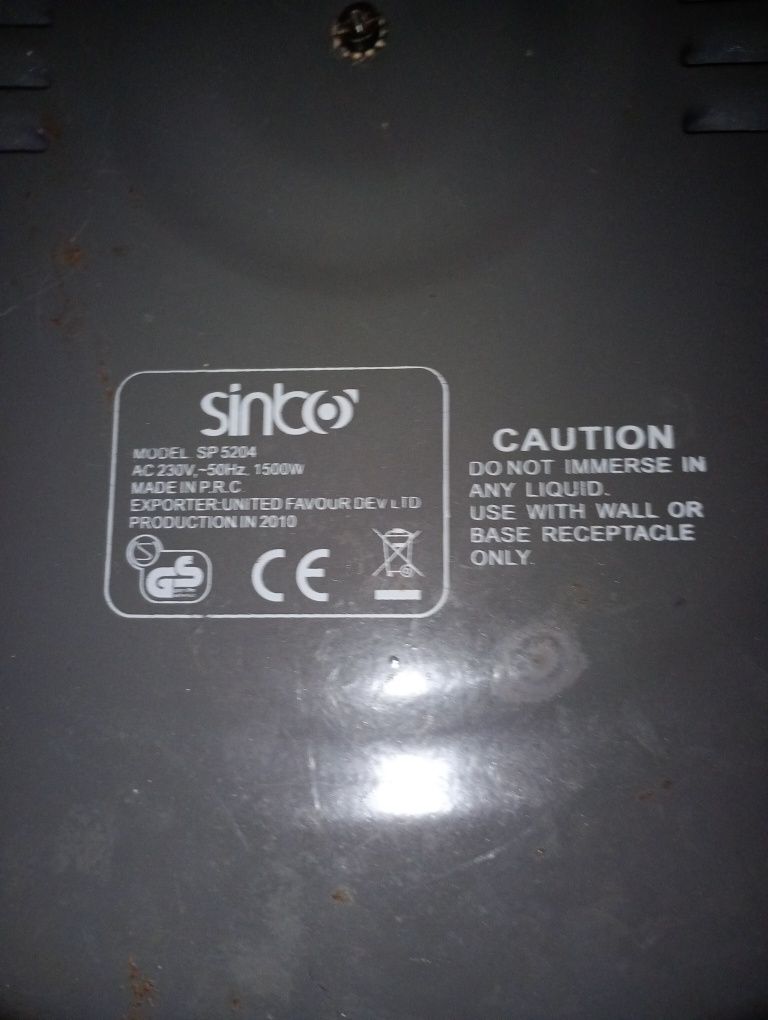 sinbo
MODEL SP 5204
AC 230V,~50Hz, 1500W
MADE IN P.R.C
EXPORTER:UNITED FAVOUR DEV LTD
PRODUCTION IN 2010
S
GS
CE
CAUTION
DO NOT IMMERSE IN
ANY LIQUID.
USE WITH WALL OR
BASE RECEPTACLE
ONLY.